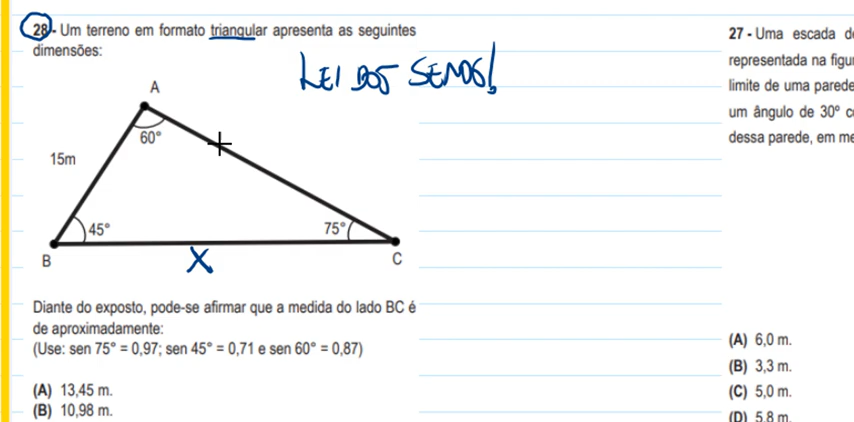 28 - Um terreno em formato triangular apresenta as seguintes
dimensões:
LEI DOS SENOS!
A
60°
15m
45°
75°
B
X
C
Diante do exposto, pode-se afirmar que a medida do lado BC é
de aproximadamente:
(Use: sen 75° = 0,97; sen 45° = 0,71 e sen 60° = 0,87)
(A) 13,45 m.
(B) 10,98 m.
27 - Uma escada
representada na
limite de uma parede
um ângulo de 30º
dessa parede, em
(A) 6,0 m.
(B) 3,3 m.
(C) 5,0 m.
(D) 5,8 m.